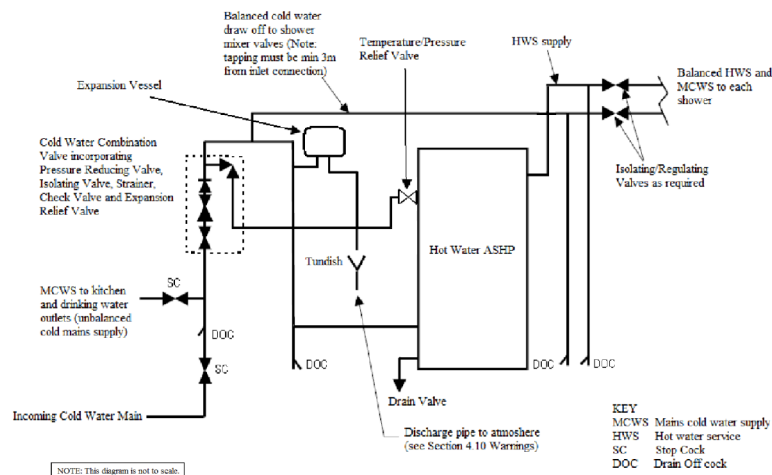 Balanced cold water
draw off to shower
mixer valves (Note:
tapping must be min 3m
from inlet connection)
Temperature/Pressure
Relief Valve
HWS supply
Balanced HWS and
MCWS to each
shower
Expansion Vessel
Cold Water Combination
Valve incorporating
Pressure Reducing Valve,
Isolating Valve, Strainer,
Check Valve and Expansion
Relief Valve
Isolating/Regulating
Valves as required
Hot Water ASHP
Tundish
SC
MCWS to kitchen
and drinking water
outlets (unbalanced
cold mains supply)
DOC
SC
DOC
DOC
DOC
Drain Valve
Incoming Cold Water Main
Discharge pipe to atmoshere
(see Section 4.10 Warnings)
KEY
MCWS Mains cold water supply
HWS Hot water service
SC Stop Cock
DOC Drain Off cock
NOTE: This diagram is not to scale.